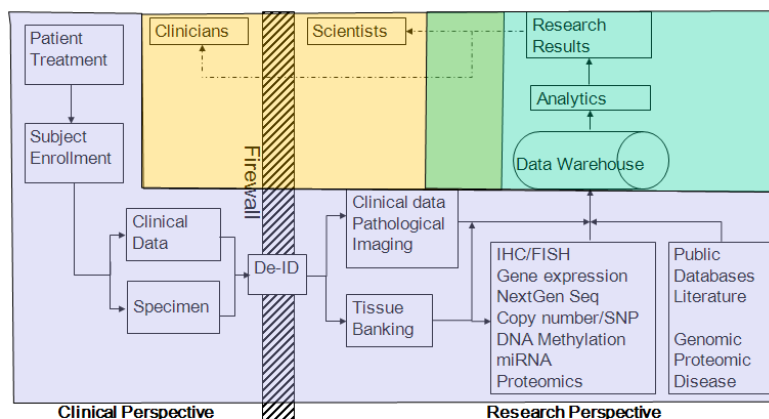 Patient
Treatment
Clinicians
Scientists
Research
Results
Analytics
Subject
Enrollment
Firewall
Data Warehouse
Clinical
Data
Specimen
De-ID
Clinical data
Pathological
Imaging
Tissue
Banking
IHC/FISH
Gene expression
NextGen Seq
Copy number/SNP
DNA Methylation
miRNA
Proteomics
Public
Databases
Literature
Genomic
Proteomic
Disease
Clinical Perspective
Research Perspective